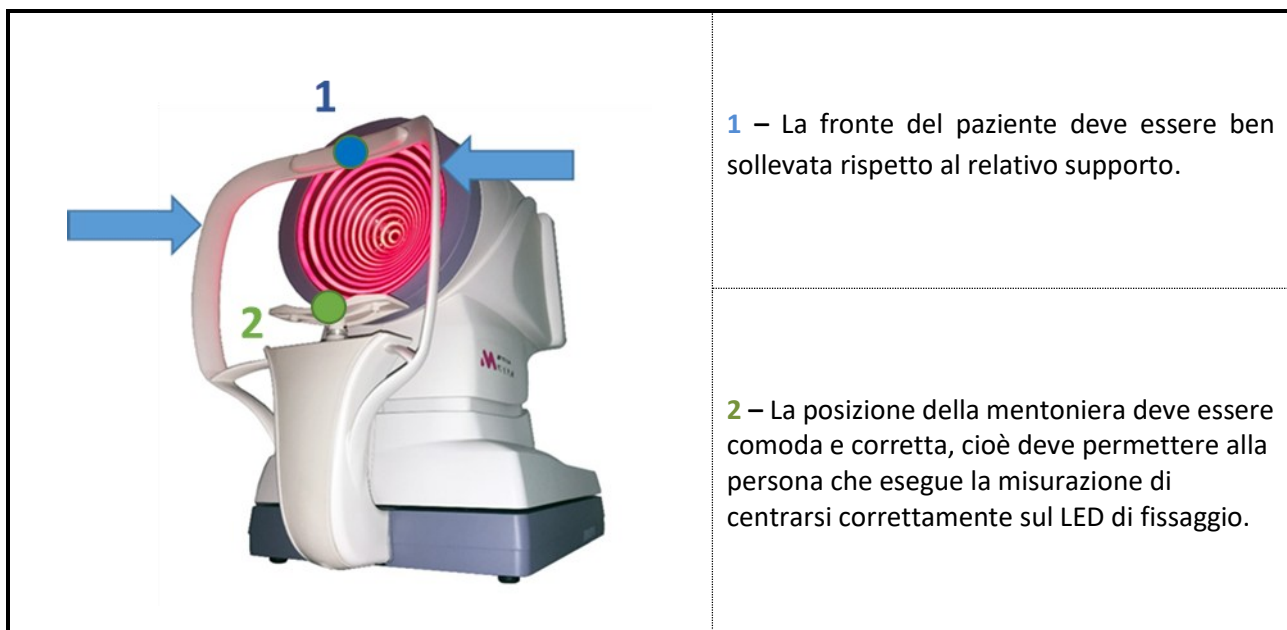 1
2
1 – La fronte del paziente deve essere ben
sollevata rispetto al relativo supporto.
2 – La posizione della mentoniera deve essere
comoda e corretta, cioè deve permettere alla
persona che esegue la misurazione di
centrarsi correttamente sul LED di fissaggio.